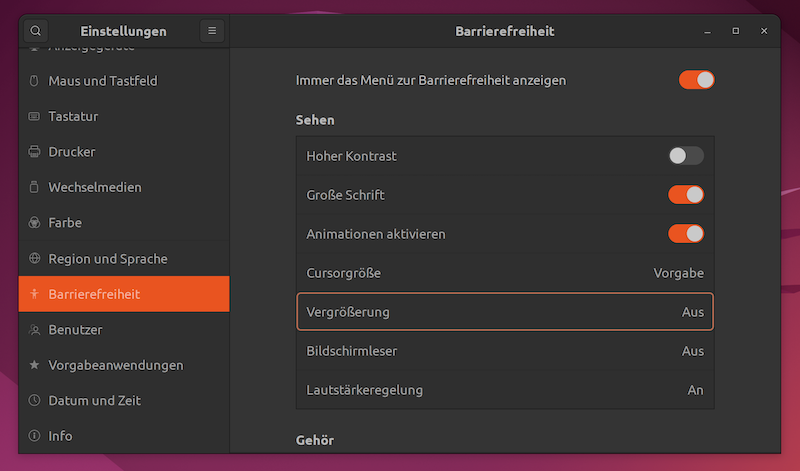 Einstellungen
Anzeigegeräte
Maus und Tastfeld
Tastatur
Drucker
Wechselmedien
Farbe
Region und Sprache
Barrierefreiheit
Benutzer
Vorgabeanwendungen
Datum und Zeit
Info
Barrierefreiheit
Immer das Menü zur Barrierefreiheit anzeigen
Sehen
Hoher Kontrast
Große Schrift
Animationen aktivieren
Cursorgröße Vorgabe
Vergrößerung Aus
Bildschirmleser Aus
Lautstärkeregelung An
Gehör